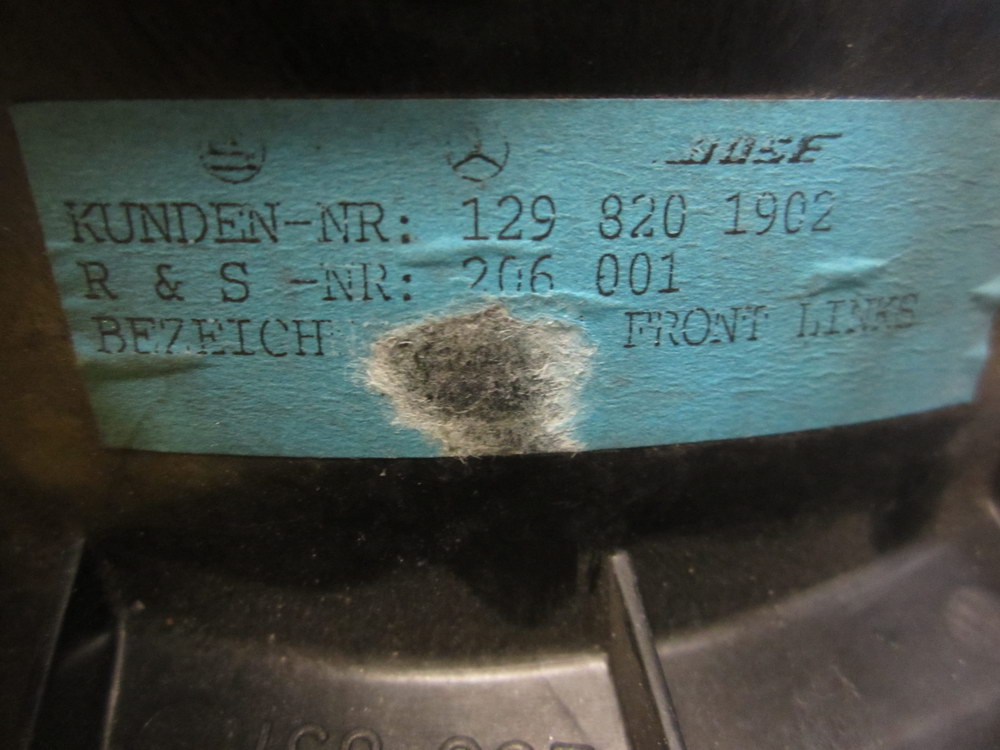 BOSE
KUNDEN-NR: 129 820 1902
R & S -NR: 206 001
BEZEICH FRONT LINKS